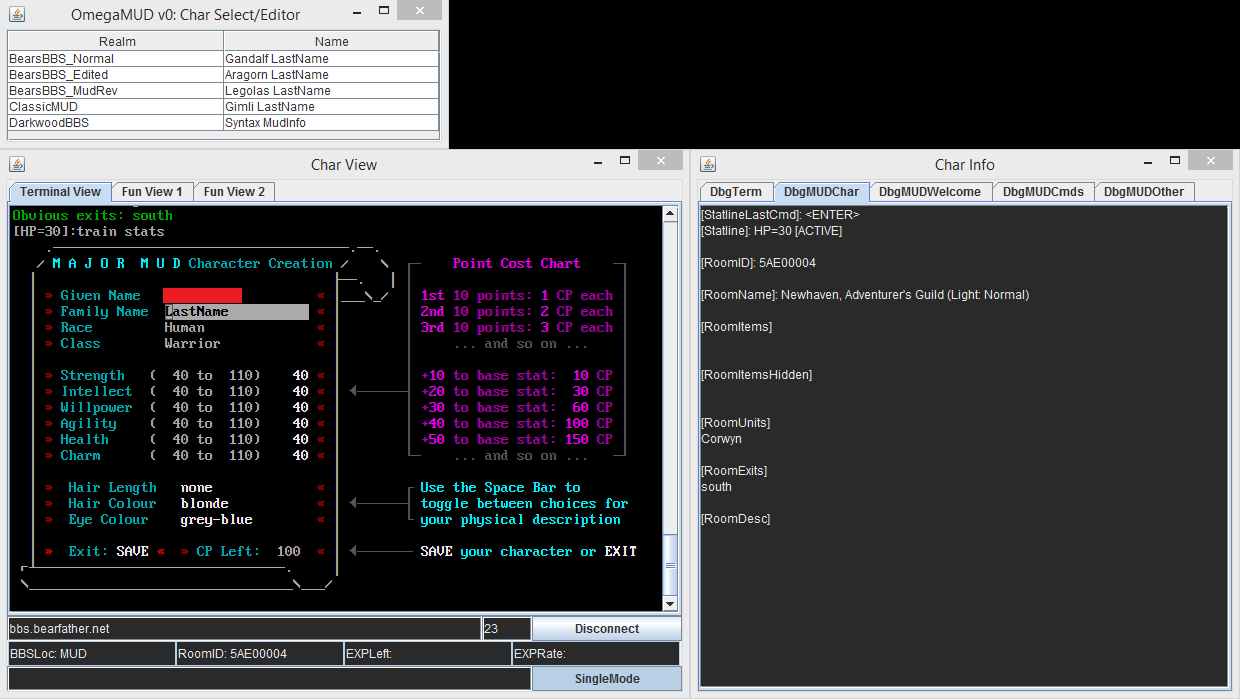 OmegaMUD v0: Char Select/Editor
Realm Name
BearsBBS_Normal Gandalf LastName
BearsBBS_Edited Aragorn LastName
BearsBBS_MudRev Legolas LastName
ClassicMUD Gimli LastName
DarkwoodBBS Syntax MudInfo
Char View
Terminal View Fun View 1 Fun View 2
Obvious exits: south
[HP=30]:train stats
M A J O R M U D Character Creation
Point Cost Chart
» Given Name «
1st 10 points: 1 CP each
» Family Name LastName «
2nd 10 points: 2 CP each
» Race Human «
3rd 10 points: 3 CP each
» Class Warrior «
... and so on ...
» Strength ( 40 to 110) 40 «
+10 to base stat: 10 CP
» Intellect ( 40 to 110) 40 «
+20 to base stat: 30 CP
» Willpower ( 40 to 110) 40 «
+30 to base stat: 60 CP
» Agility ( 40 to 110) 40 «
+40 to base stat: 100 CP
» Health ( 40 to 110) 40 «
+50 to base stat: 150 CP
» Charm ( 40 to 110) 40 «
... and so on ...
» Hair Length none «
Use the Space Bar to
» Hair Colour blonde «
toggle between choices for
» Eye Colour grey-blue «
your physical description
» Exit: SAVE « » CP Left: 100 «
SAVE your character or EXIT
bbs.bearfather.net 23 Disconnect
BBSLoc: MUD RoomID: 5AE00004 EXPLeft: EXPRate:
SingleMode
Char Info
DbgTerm DbgMUDChar DbgMUDWelcome DbgMUDCmds DbgMUDOther
[StatlineLastCmd]: <ENTER>
[Statline]: HP=30 [ACTIVE]
[RoomID]: 5AE00004
[RoomName]: Newhaven, Adventurer's Guild (Light: Normal)
[RoomItems]
[RoomItemsHidden]
[RoomUnits]
Corwyn
[RoomExits]
south
[RoomDesc]